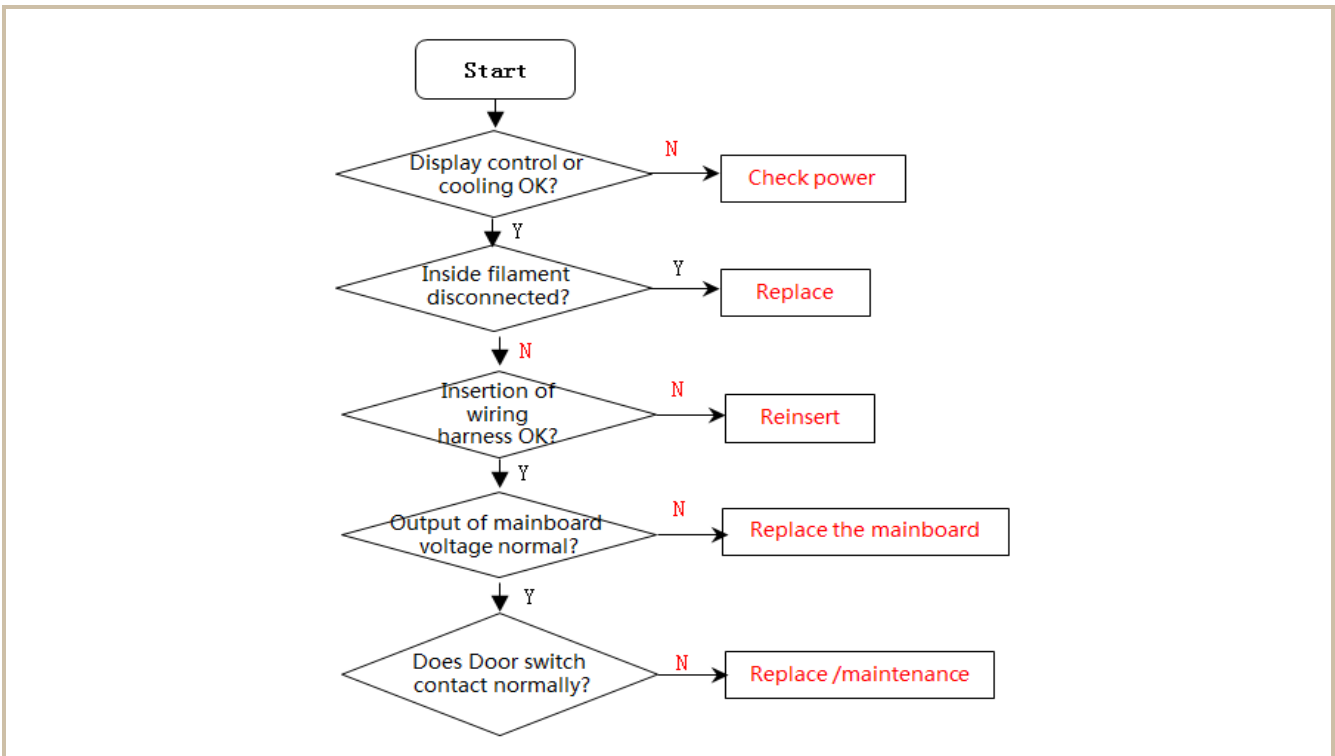 Start
Display control or
cooling OK?
N
Check power
Y
Inside filament
disconnected?
Y
Replace
N
Insertion of
wiring
harness OK?
N
Reinsert
Y
Output of mainboard
voltage normal?
N
Replace the mainboard
Y
Does Door switch
contact normally?
N
Replace /maintenance